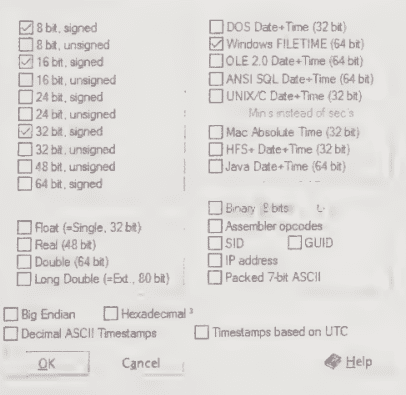 8 bit, signed
8 bit, unsigned
16 bit, signed
16 bit, unsigned
24 bit, signed
24 bit, unsigned
32 bit, signed
32 bit, unsigned
48 bit, unsigned
64 bit, signed
Float (=Single, 32 bit)
Real (48 bit)
Double (64 bit)
Long Double (=Ext., 80 bit)
DOS Date+Time (32 bit)
Windows FILETIME (64 bit)
OLE 2.0 Date+Time (64 bit)
ANSI SQL Date+Time (64 bit)
UNIX/C Date+Time (32 bit)
Min's instead of sec's
Mac Absolute Time (32 bit)
HFS+ Date+Time (32 bit)
Java Date+Time (64 bit)
Binary bits
Assembler opcodes
SID GUID
IP address
Packed 7-bit ASCII
Big Endian Hexadecimal
Decimal ASCII Timestamps
Timestamps based on UTC
OK Cancel Help